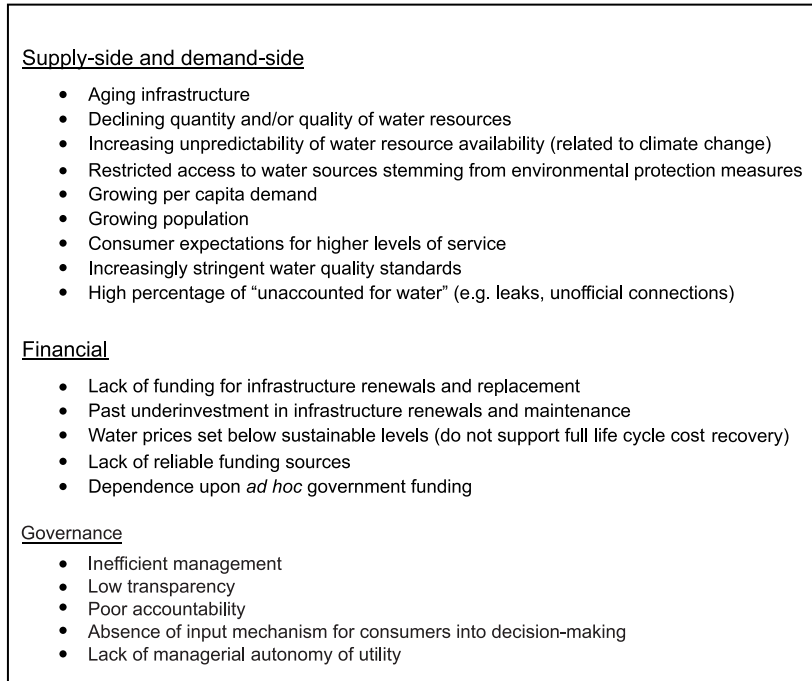 Supply-side and demand-side
• Aging infrastructure
• Declining quantity and/or quality of water resources
• Increasing unpredictability of water resource availability (related to climate change)
• Restricted access to water sources stemming from environmental protection measures
• Growing per capita demand
• Growing population
• Consumer expectations for higher levels of service
• Increasingly stringent water quality standards
• High percentage of “unaccounted for water” (e.g. leaks, unofficial connections)
Financial
• Lack of funding for infrastructure renewals and replacement
• Past underinvestment in infrastructure renewals and maintenance
• Water prices set below sustainable levels (do not support full life cycle cost recovery)
• Lack of reliable funding sources
• Dependence upon ad hoc government funding
Governance
• Inefficient management
• Low transparency
• Poor accountability
• Absence of input mechanism for consumers into decision-making
• Lack of managerial autonomy of utility